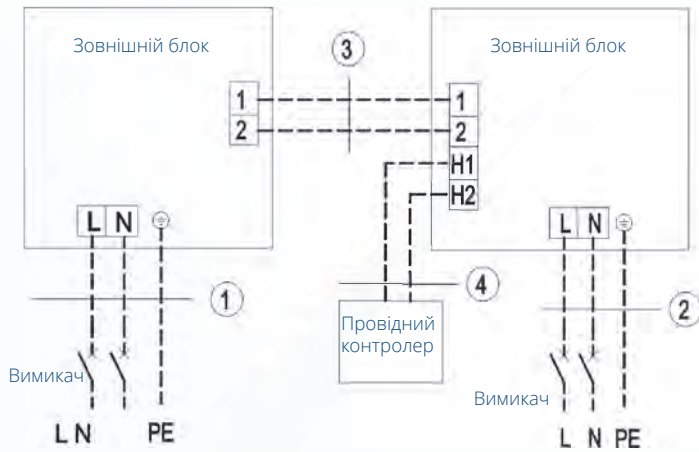 Зовнішній блок
Зовнішній блок
3
1
1
2
2
H1
H2
L N
L N
1
4
2
Провідний
контролер
Вимикач
Вимикач
L N PE
L N PE